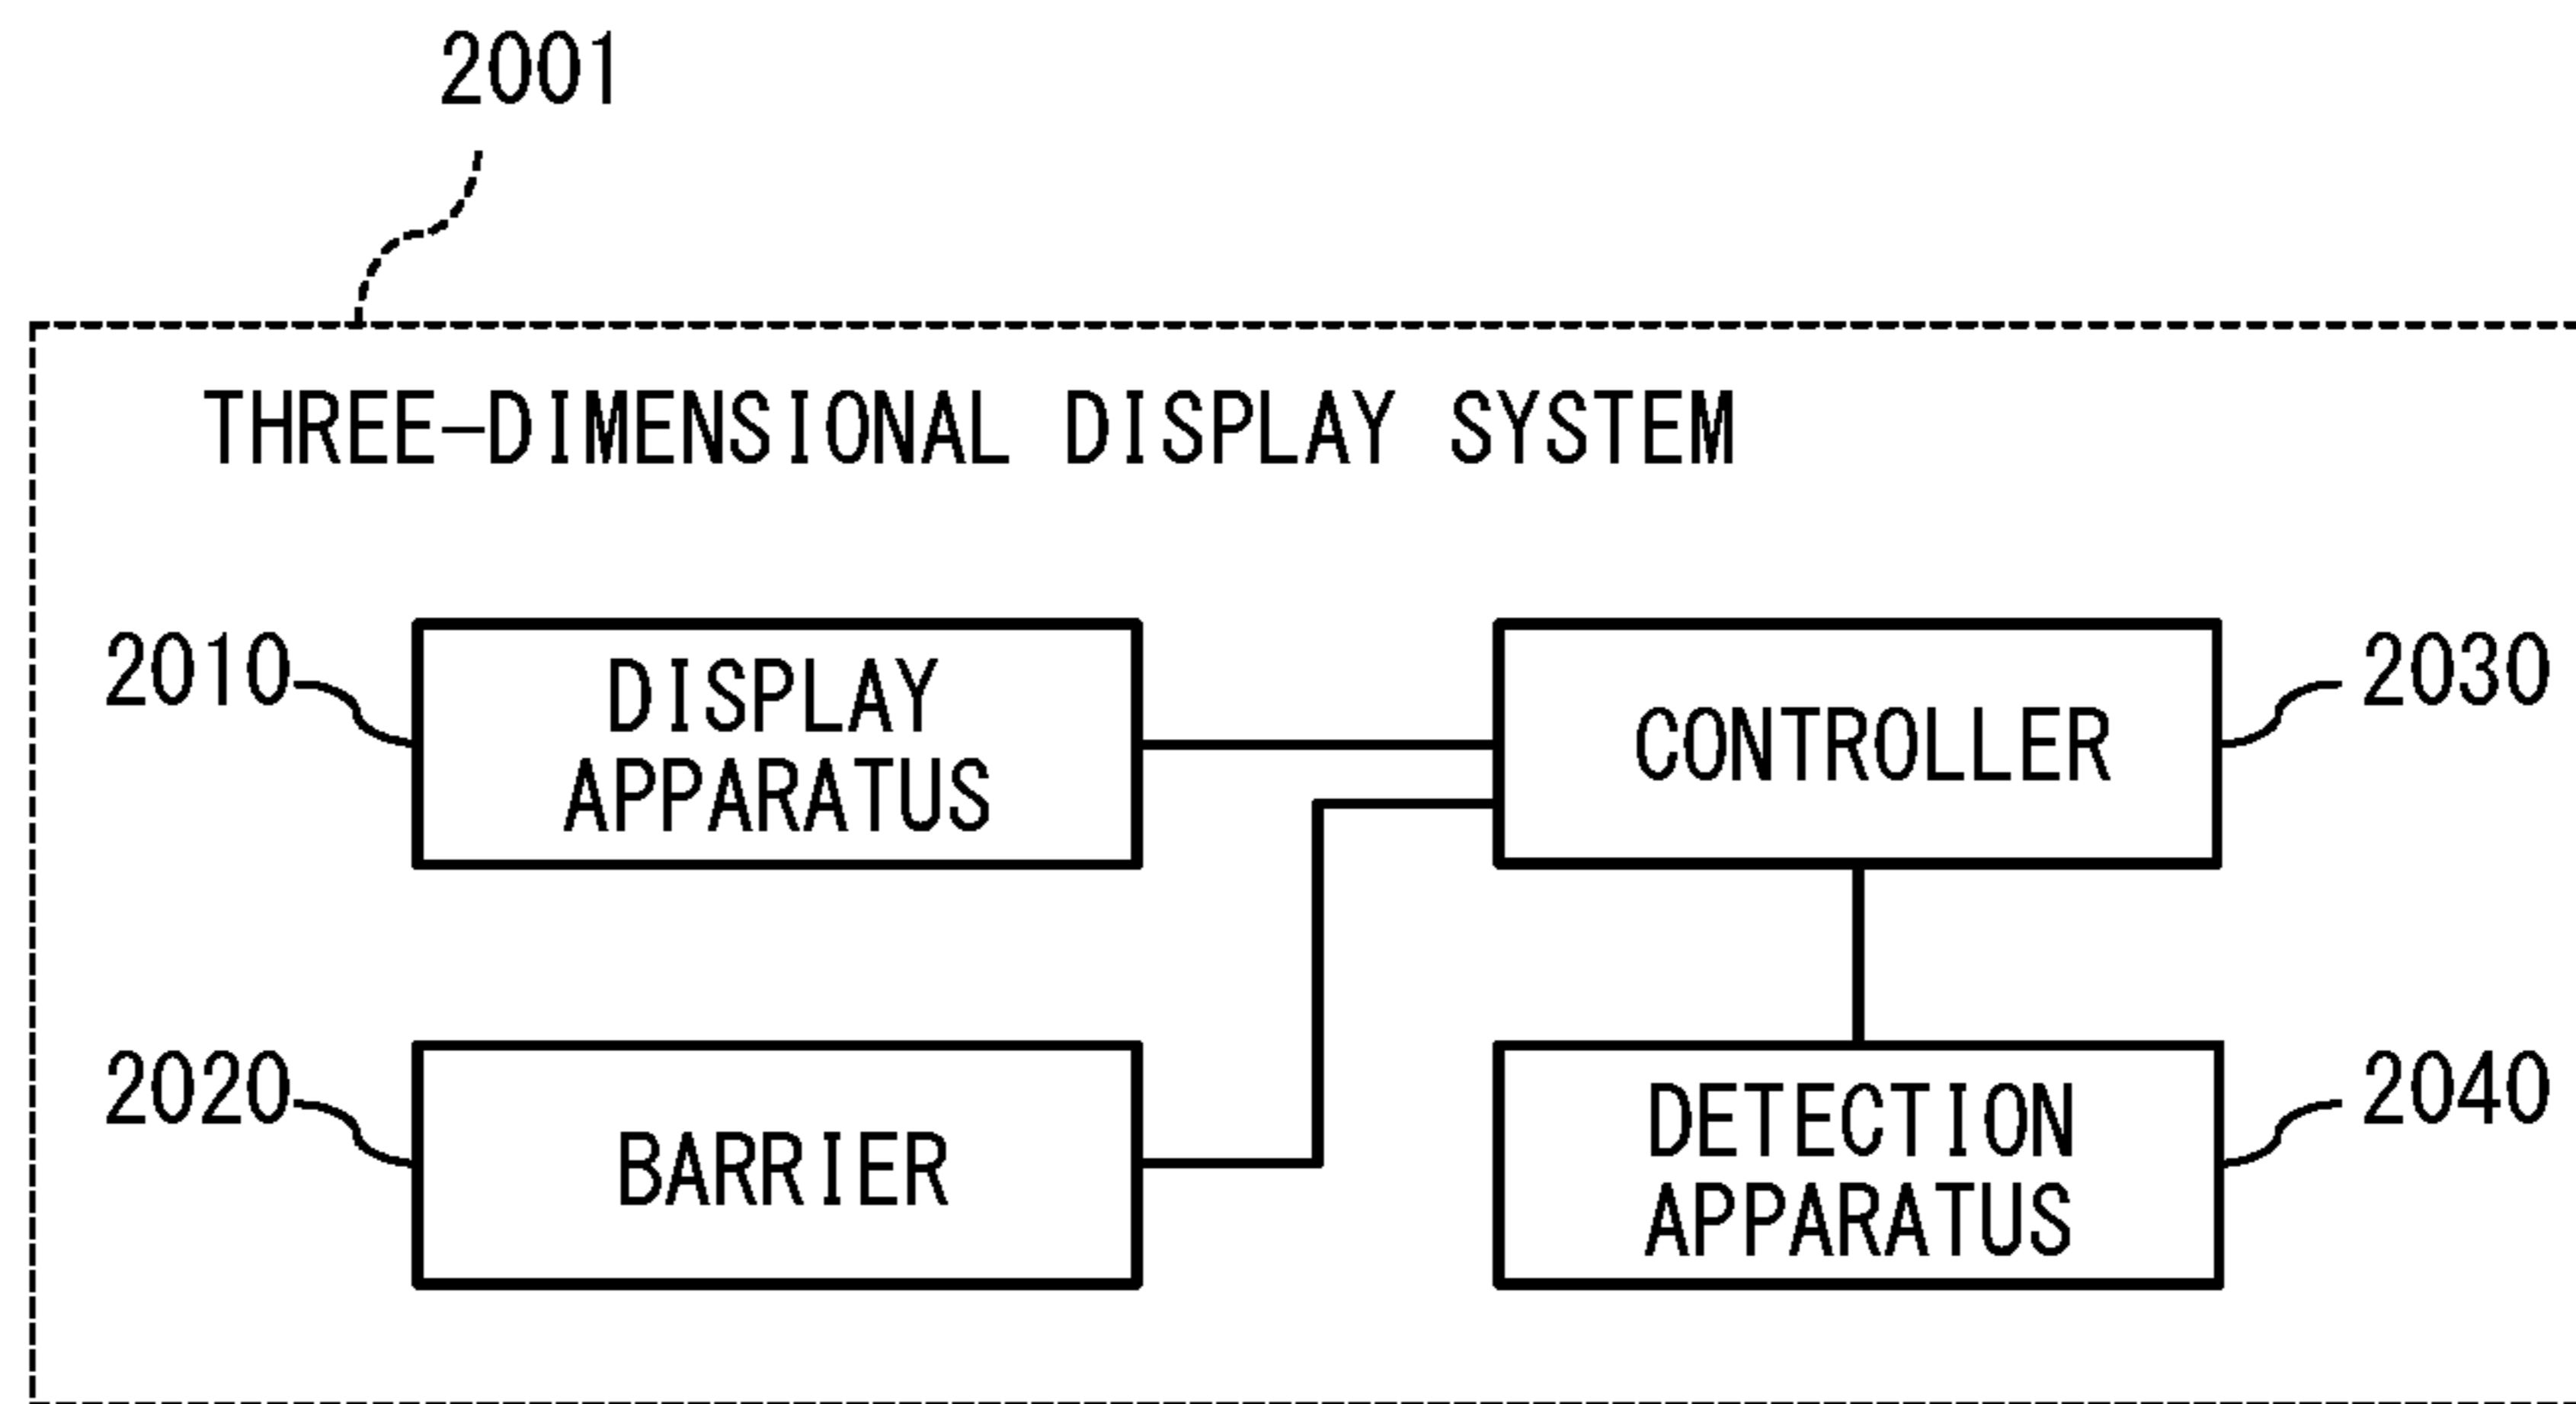 2001
THREE-DIMENSIONAL DISPLAY SYSTEM
2010
DISPLAY
APPARATUS
CONTROLLER
2030
2020
BARRIER
DETECTION
APPARATUS
2040